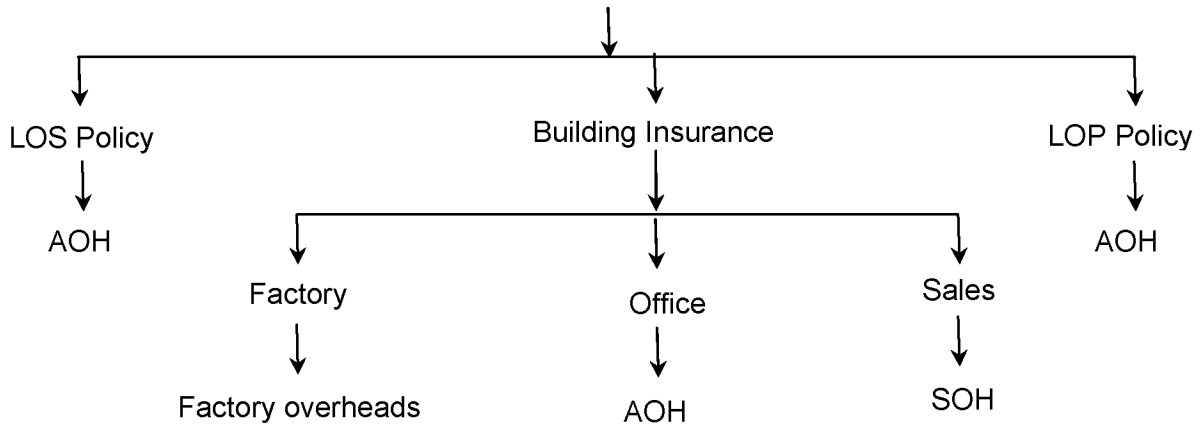 LOS Policy
Building Insurance
LOP Policy
AOH
AOH
Factory
Office
Sales
Factory overheads
AOH
SOH